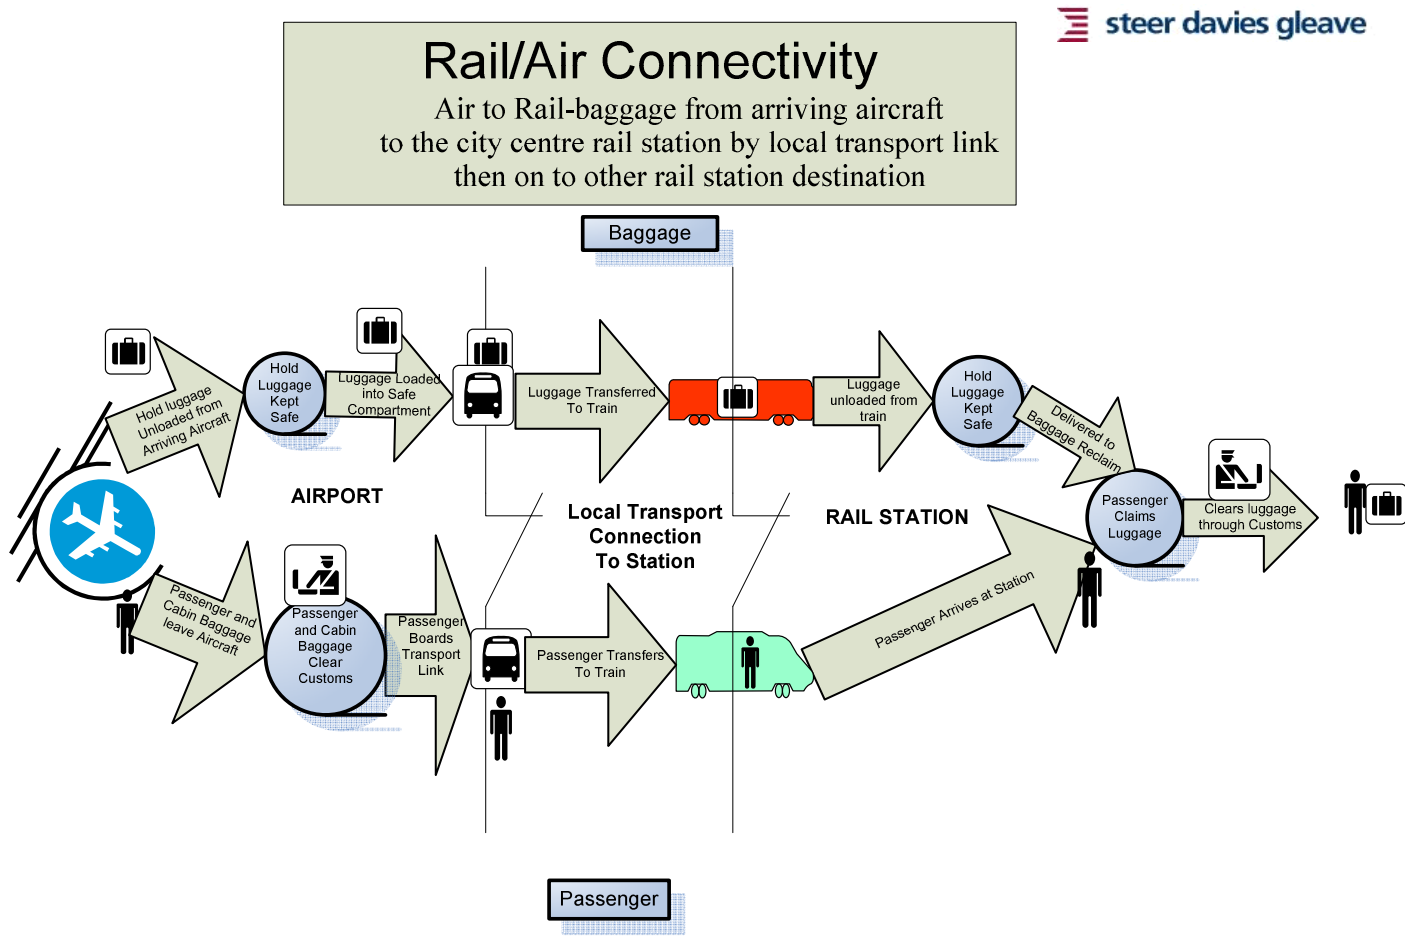 steer davies gleave
Rail/Air Connectivity
Air to Rail-baggage from arriving aircraft
to the city centre rail station by local transport link
then on to other rail station destination
Baggage
Hold luggage
Unloaded from
Arriving Aircraft
Hold
Luggage
Kept
Safe
Luggage Loaded
into Safe
Compartment
Luggage Transferred
To Train
Luggage
unloaded from
train
Hold
Luggage
Kept
Safe
Delivered to
Baggage Reclaim
Passenger
Claims
Luggage
Clears luggage
through Customs
AIRPORT
Local Transport
Connection
To Station
RAIL STATION
Passenger and
Cabin Baggage
leave Aircraft
Passenger
and Cabin
Baggage
Clear
Customs
Passenger
Boards
Transport
Link
Passenger Transfers
To Train
Passenger Arrives at Station
Passenger